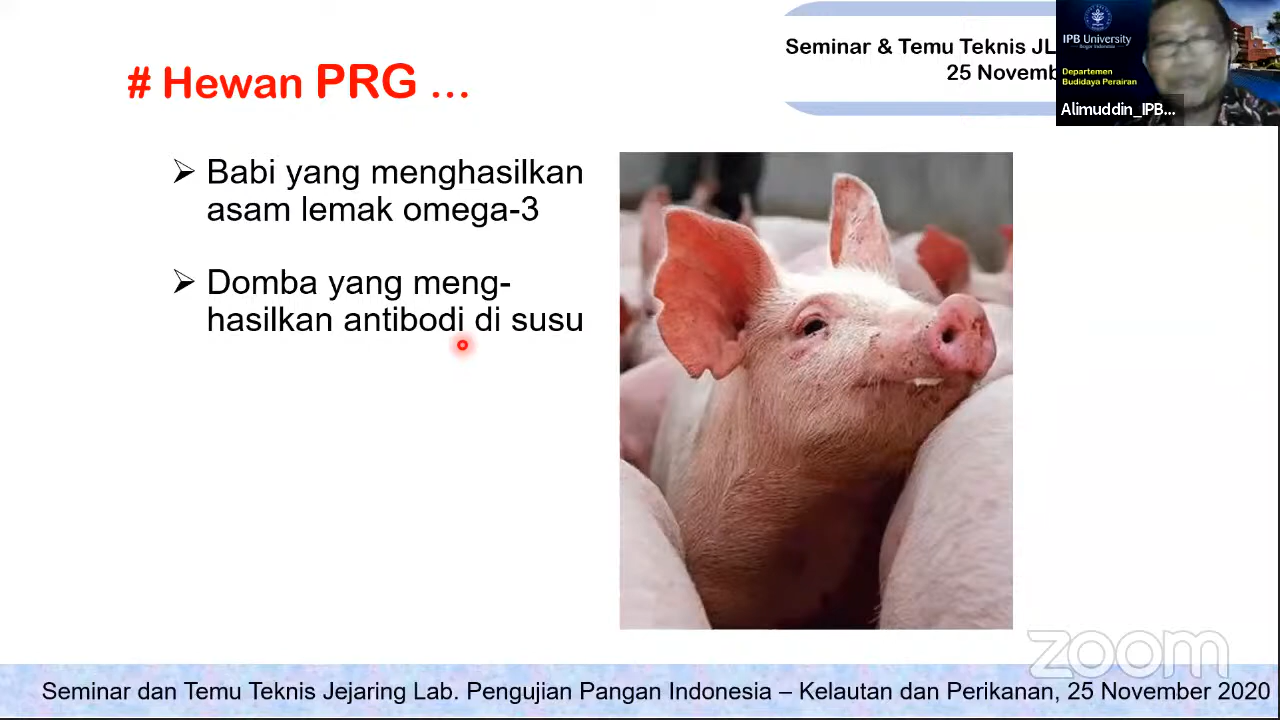 # Hewan PRG ...
Seminar & Temu Teknis JL
25 Novemb
IPB University
Bogor Indonesia
Departemen
Budidaya Perairan
Alimuddin_IPB...
➢ Babi yang menghasilkan
asam lemak omega-3
➢ Domba yang meng-
hasilkan antibodi di susu
zoom
Seminar dan Temu Teknis Jejaring Lab. Pengujian Pangan Indonesia – Kelautan dan Perikanan, 25 November 2020